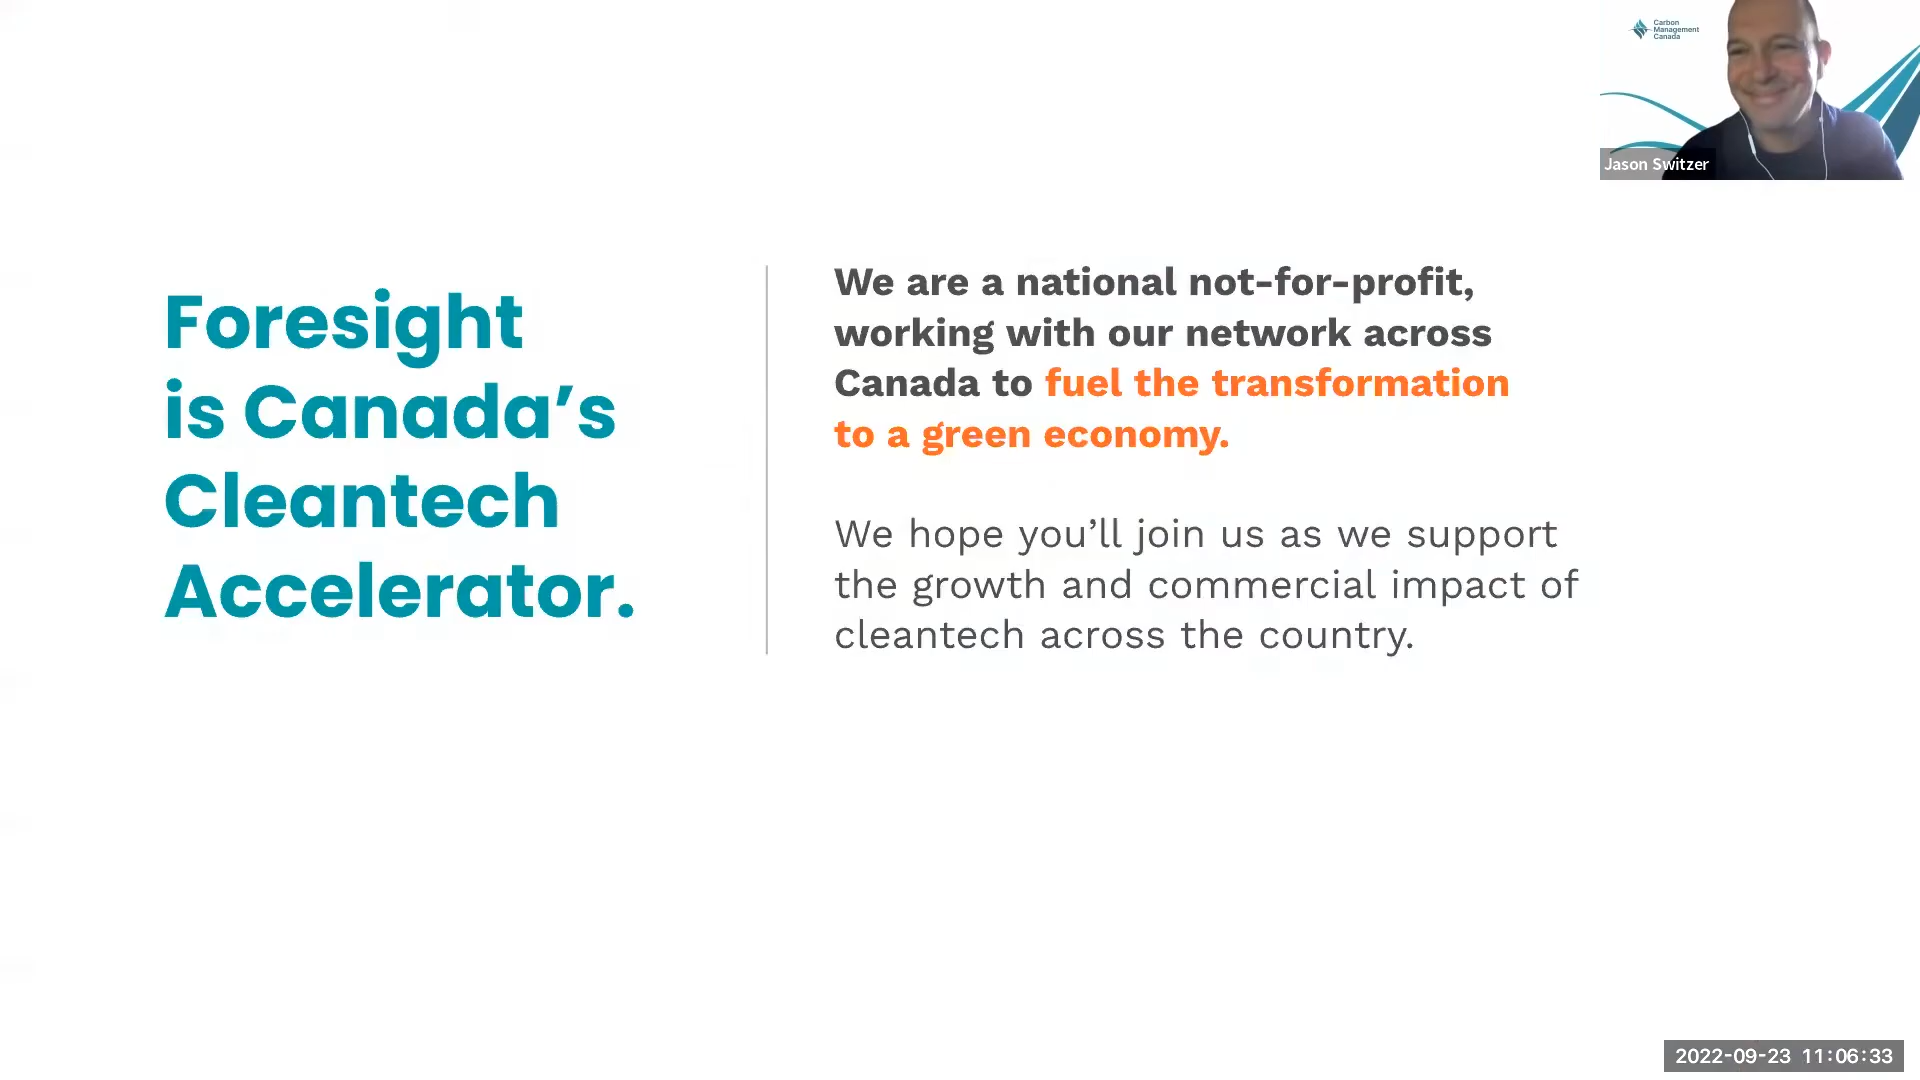 Carbon
Management
Canada
Jason Switzer
Foresight
is Canada’s
Cleantech
Accelerator.
We are a national not-for-profit,
working with our network across
Canada to fuel the transformation
to a green economy.
We hope you’ll join us as we support
the growth and commercial impact of
cleantech across the country.
2022-09-23 11:06:33